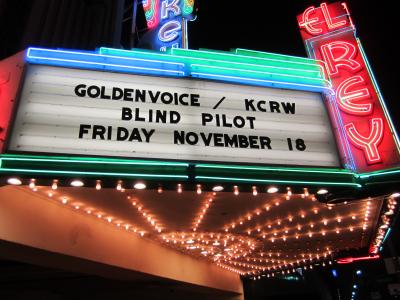 EL
REY
GOLDENVOICE / KCRW
BLIND PILOT
FRIDAY NOVEMBER 18